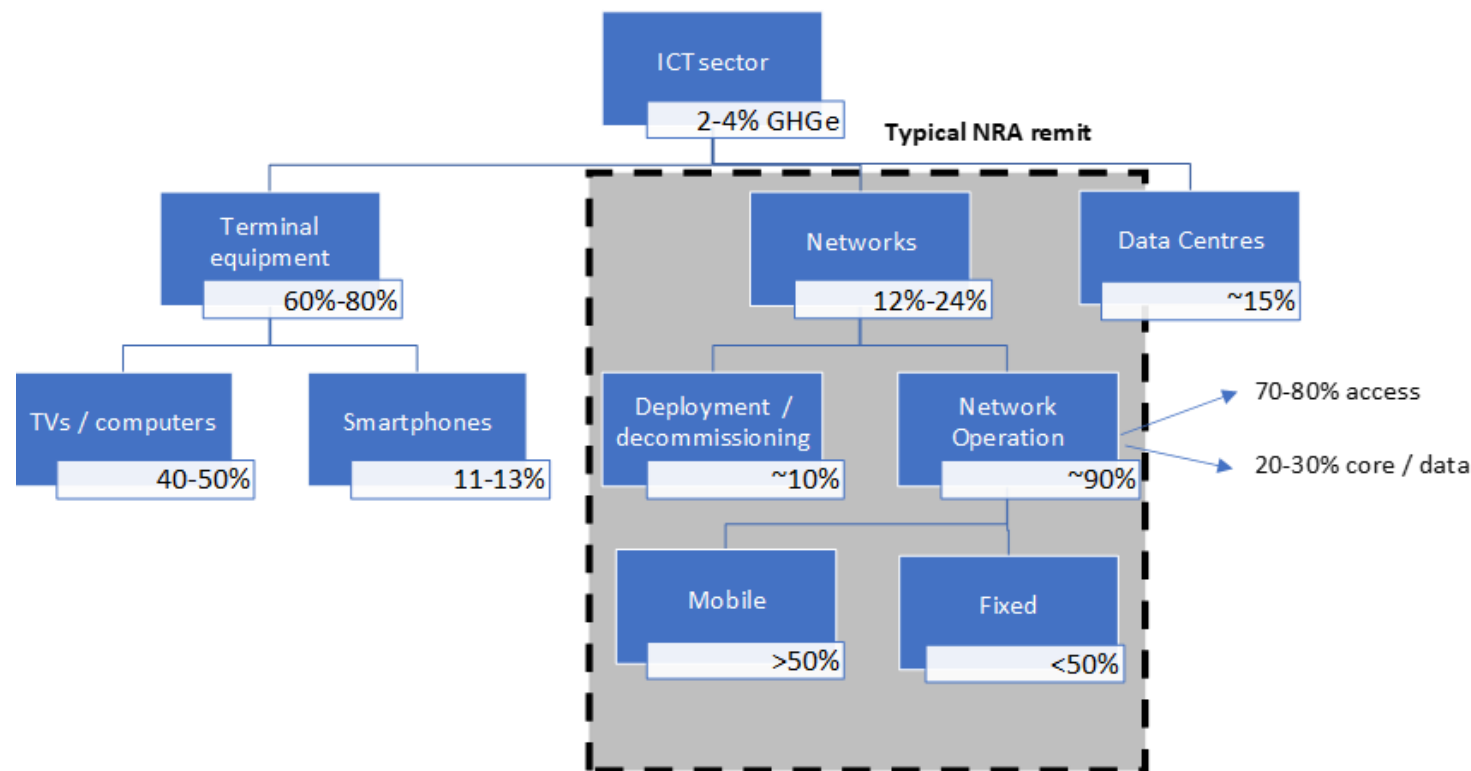 ICT sector
2-4% GHGe
Typical NRA remit
Terminal
equipment
60%-80%
Networks
12%-24%
Data Centres
~15%
TVs / computers
40-50%
Smartphones
11-13%
Deployment /
decommissioning
~10%
Network
Operation
~90%
70-80% access
20-30% core / data
Mobile
>50%
Fixed
<50%